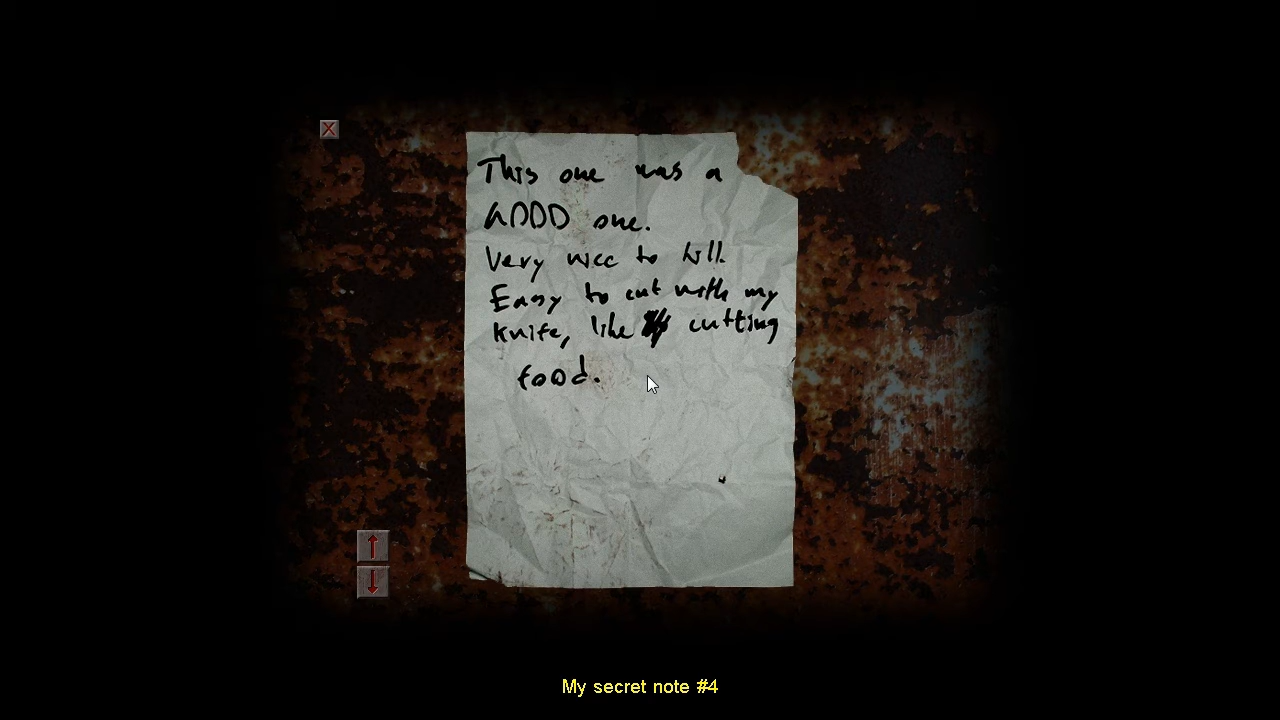 This one was a
GOOD one.
Very nice to kill.
Easy to cut with my
knife, like cutting
food.
My secret note #4